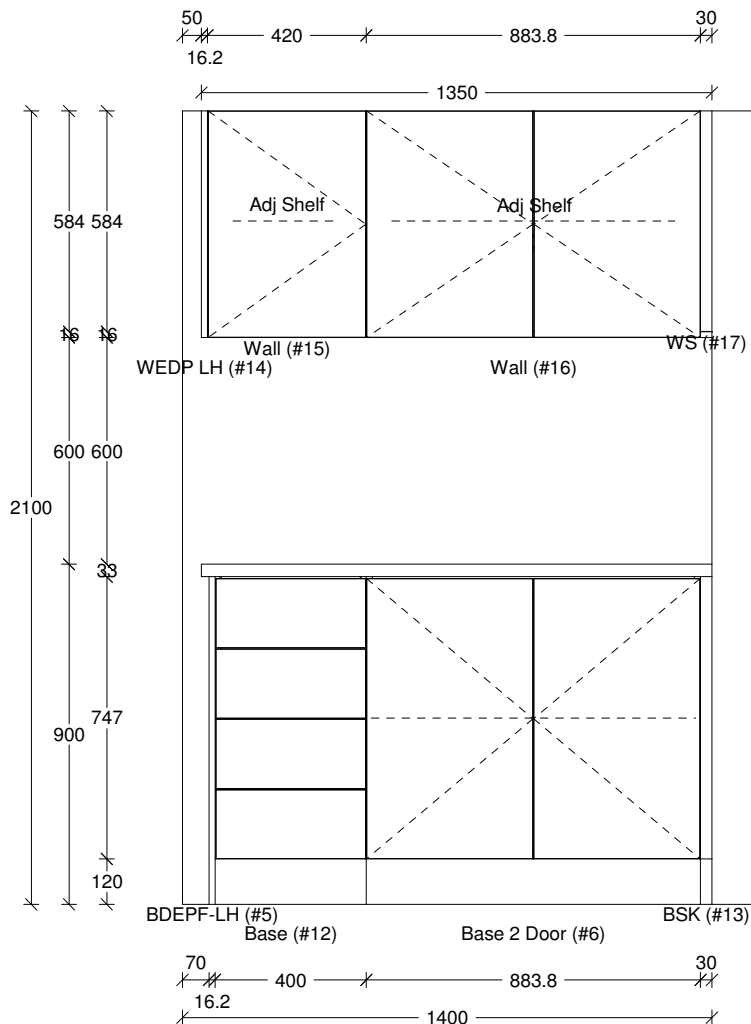 50 420 883.8 30
16.2
1350
584 584
Adj Shelf Adj Shelf
16 16
Wall (#15) WS (#17)
WEDP LH (#14) Wall (#16)
600 600
2100
33
747
900
120
BDEPF-LH (#5) BSK (#13)
Base (#12) Base 2 Door (#6)
70 400 883.8 30
16.2
1400